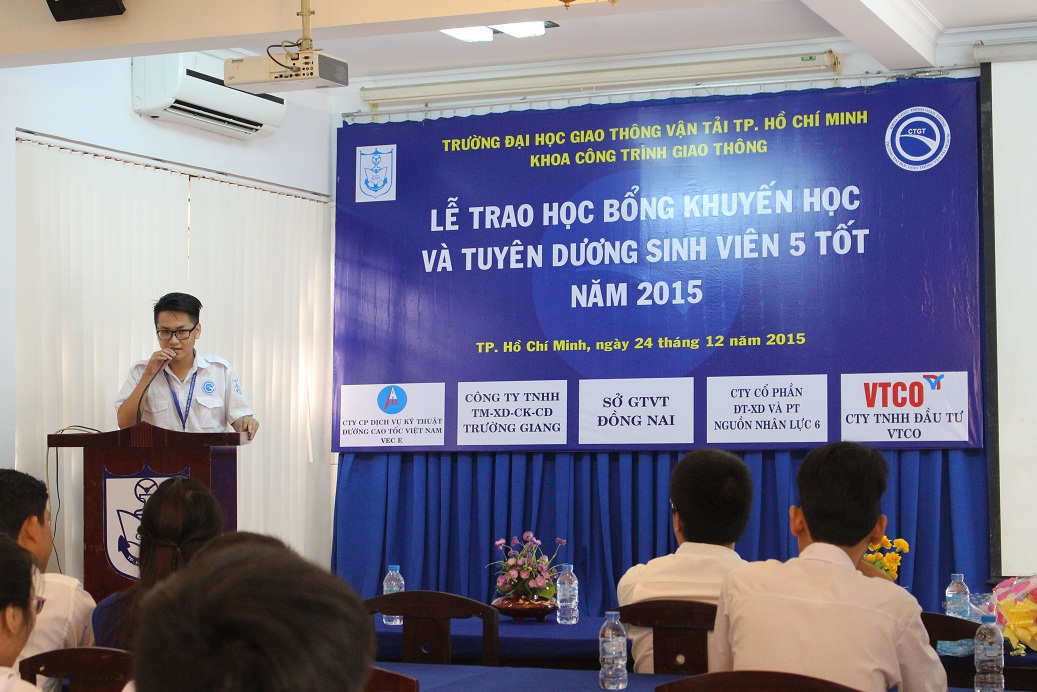 TRƯỜNG ĐẠI HỌC GIAO THÔNG VẬN TẢI TP. HỒ CHÍ MINH
KHOA CÔNG TRÌNH GIAO THÔNG
CTGT
LỄ TRAO HỌC BỔNG KHUYẾN HỌC
VÀ TUYÊN DƯƠNG SINH VIÊN 5 TỐT
NĂM 2015
TP. Hồ Chí Minh, ngày 24 tháng 12 năm 2015
CTY CP DỊCH VỤ KỸ THUẬT
ĐƯỜNG CAO TỐC VIỆT NAM
VEC E
CÔNG TY TNHH
TM-XD-CK-CĐ
TRƯỜNG GIANG
SỞ GTVT
ĐỒNG NAI
CTY CỔ PHẦN
ĐT-XD VÀ PT
NGUỒN NHÂN LỰC 6
VTCO
CTY TNHH ĐẦU TƯ
VTCO